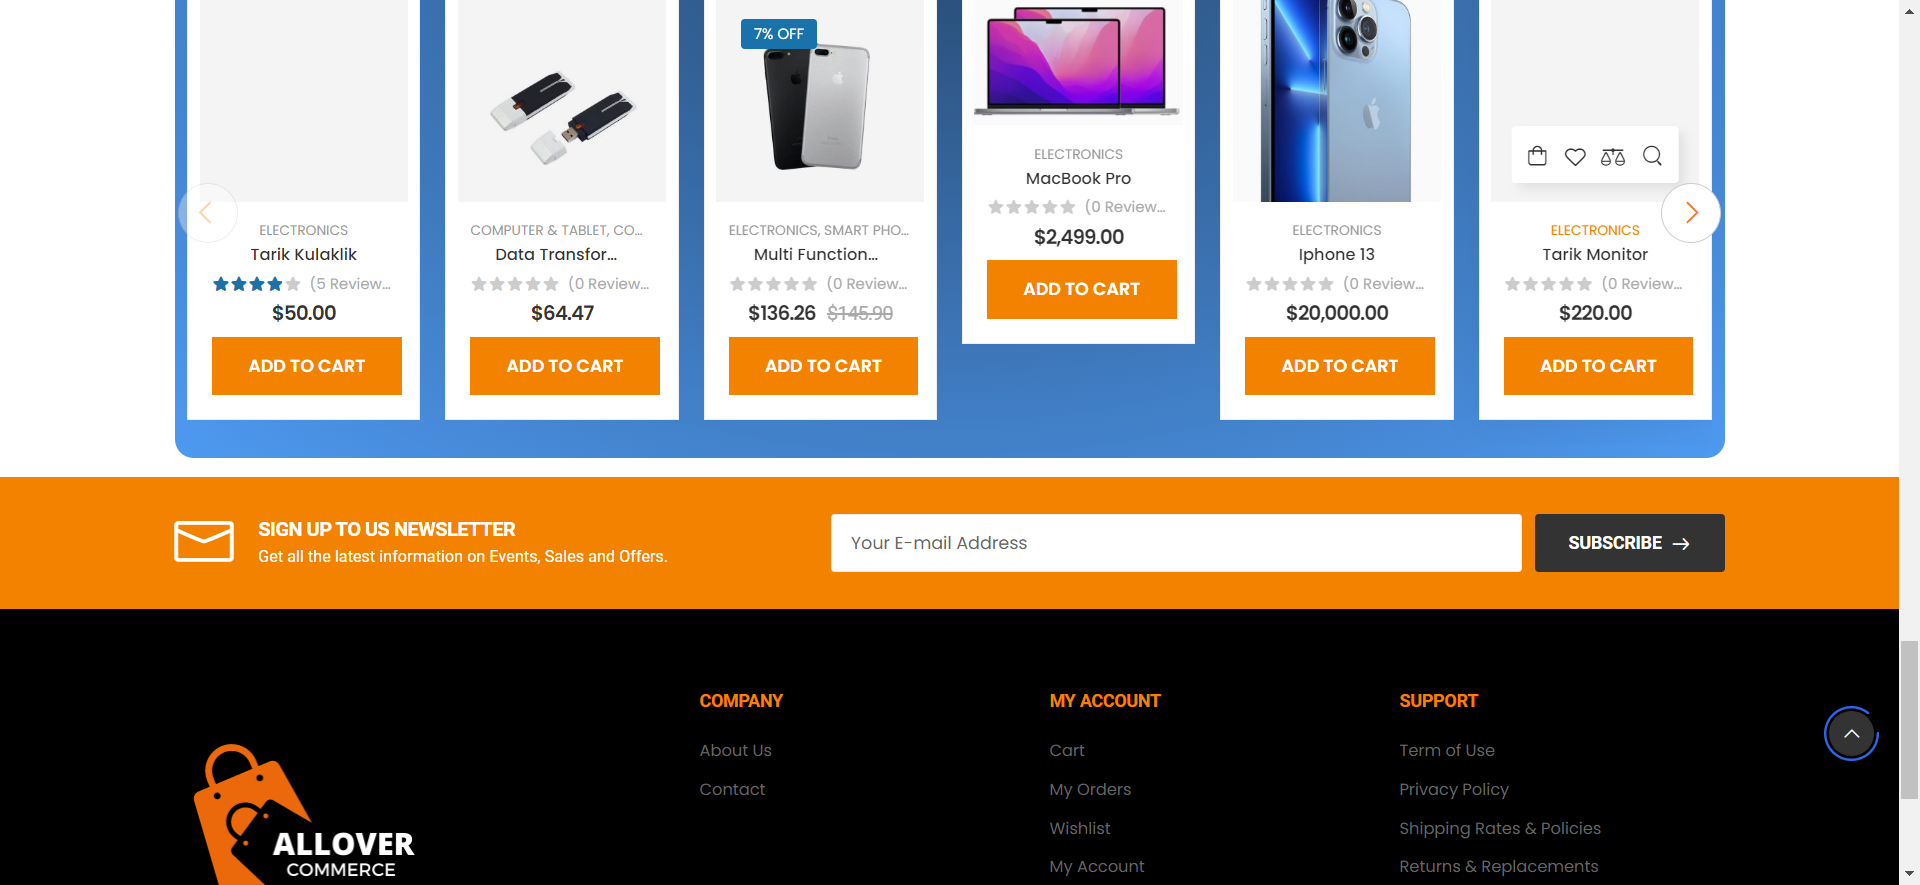 7% OFF
ELECTRONICS
Tarik Kulaklik
(5 Review...
$50.00
ADD TO CART
COMPUTER & TABLET, CO...
Data Transfor...
(0 Review...
$64.47
ADD TO CART
ELECTRONICS, SMART PHO...
Multi Function...
(0 Review...
$136.26 $145.90
ADD TO CART
ELECTRONICS
MacBook Pro
(0 Review...
$2,499.00
ADD TO CART
ELECTRONICS
Iphone 13
(0 Review...
$20,000.00
ADD TO CART
ELECTRONICS
Tarik Monitor
(0 Review...
$220.00
ADD TO CART
SIGN UP TO US NEWSLETTER
Get all the latest information on Events, Sales and Offers.
Your E-mail Address
SUBSCRIBE
ALLOVER
COMMERCE
COMPANY
About Us
Contact
MY ACCOUNT
Cart
My Orders
Wishlist
My Account
SUPPORT
Term of Use
Privacy Policy
Shipping Rates & Policies
Returns & Replacements